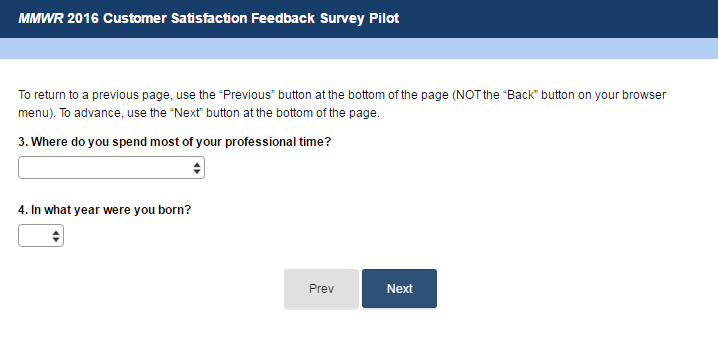 MMWR 2016 Customer Satisfaction Feedback Survey Pilot
To return to a previous page, use the “Previous” button at the bottom of the page (NOT the “Back” button on your browser
menu). To advance, use the “Next” button at the bottom of the page.
3. Where do you spend most of your professional time?
4. In what year were you born?
Prev Next